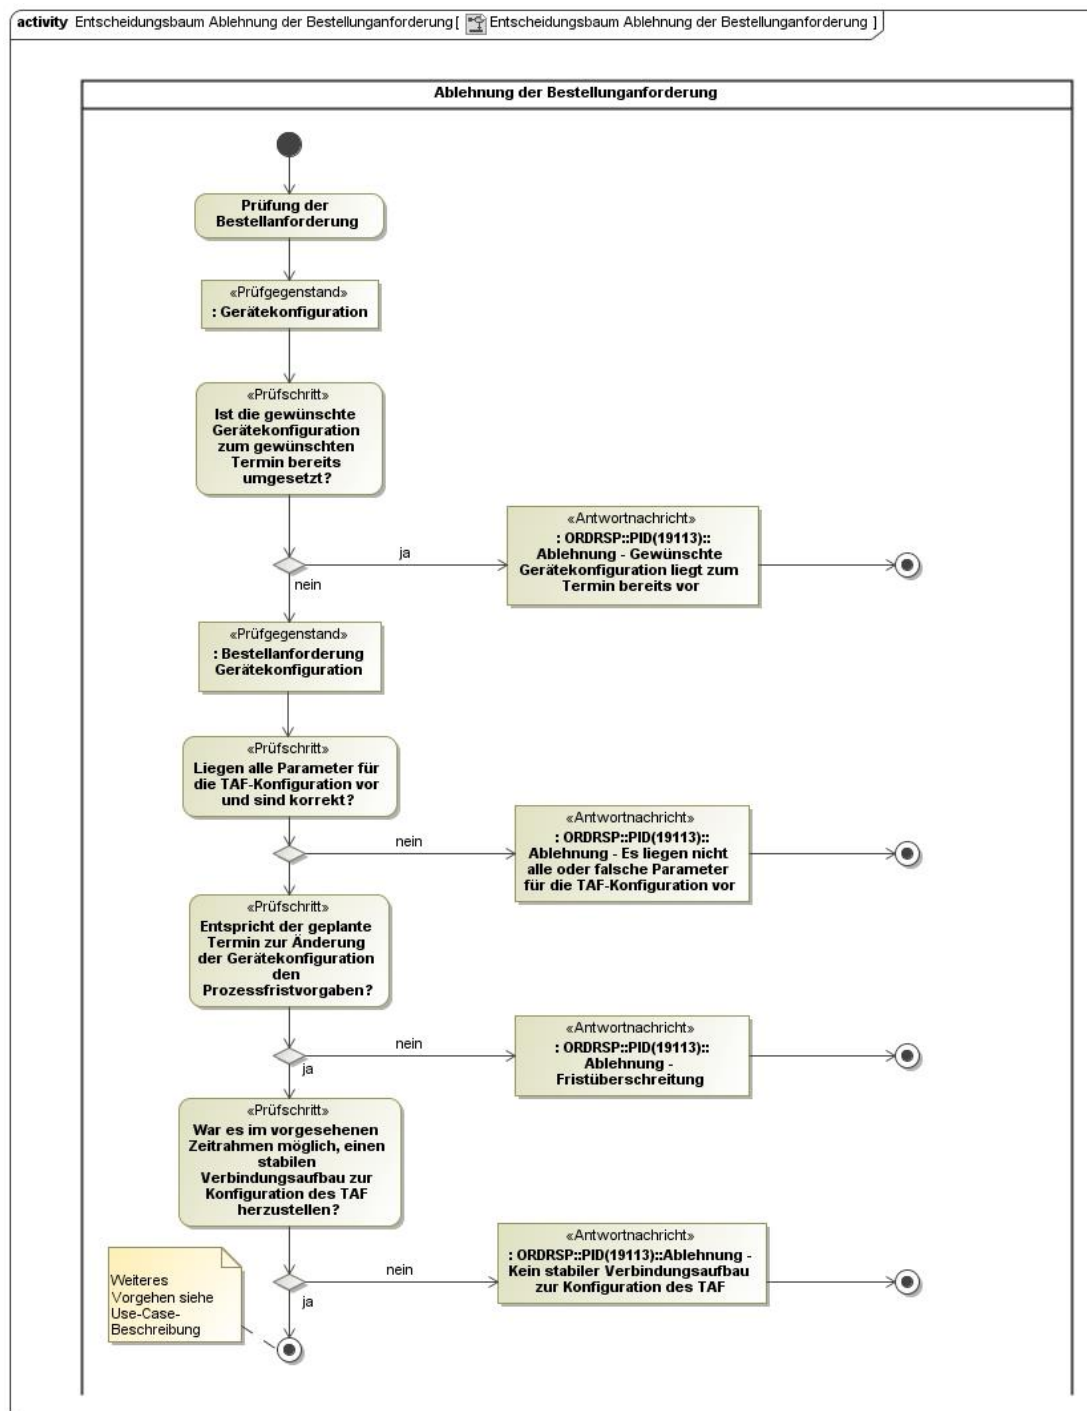 activity Entscheidungsbaum Ablehnung der Bestellunganforderung [ Entscheidungsbaum Ablehnung der Bestellunganforderung ]
Ablehnung der Bestellunganforderung
Prüfung der
Bestellanforderung
«Prüfgegenstand»
: Gerätekonfiguration
«Prüfschritt»
Ist die gewünschte
Gerätekonfiguration
zum gewünschten
Termin bereits
umgesetzt?
ja
nein
«Antwortnachricht»
: ORDRSP::PID(19113)::
Ablehnung - Gewünschte
Gerätekonfiguration liegt zum
Termin bereits vor
«Prüfgegenstand»
: Bestellanforderung
Gerätekonfiguration
«Prüfschritt»
Liegen alle Parameter für
die TAF-Konfiguration vor
und sind korrekt?
nein
«Antwortnachricht»
: ORDRSP::PID(19113)::
Ablehnung - Es liegen nicht
alle oder falsche Parameter
für die TAF-Konfiguration vor
«Prüfschritt»
Entspricht der geplante
Termin zur Änderung
der Gerätekonfiguration
den
Prozessfristvorgaben?
nein
ja
«Antwortnachricht»
: ORDRSP::PID(19113)::
Ablehnung -
Fristüberschreitung
«Prüfschritt»
War es im vorgesehenen
Zeitrahmen möglich, einen
stabilen
Verbindungsaufbau zur
Konfiguration des TAF
herzustellen?
nein
ja
«Antwortnachricht»
: ORDRSP::PID(19113)::Ablehnung -
Kein stabiler Verbindungsaufbau
zur Konfiguration des TAF
Weiteres
Vorgehen siehe
Use-Case-
Beschreibung